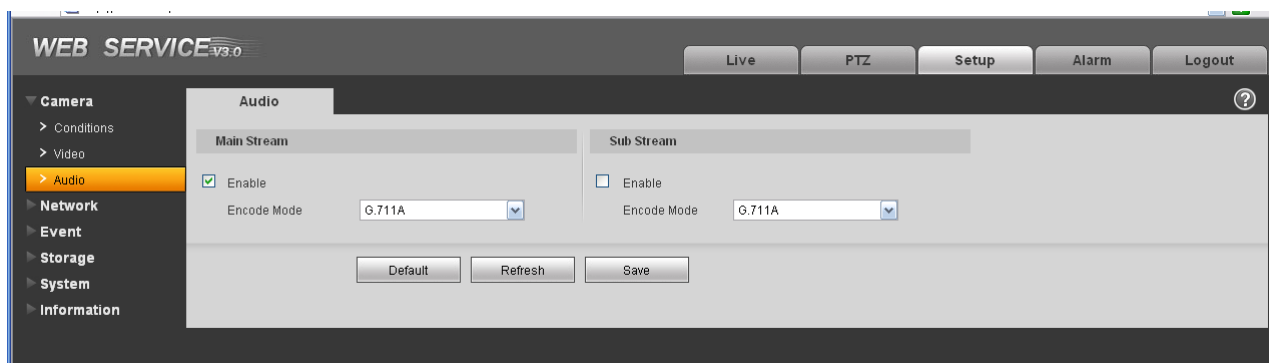 WEB SERVICE V3.0
Live PTZ Setup Alarm Logout
Camera
> Conditions
> Video
> Audio
Network
Event
Storage
System
Information
Audio
?
Main Stream
Enable
Encode Mode G.711A
Sub Stream
Enable
Encode Mode G.711A
Default Refresh Save